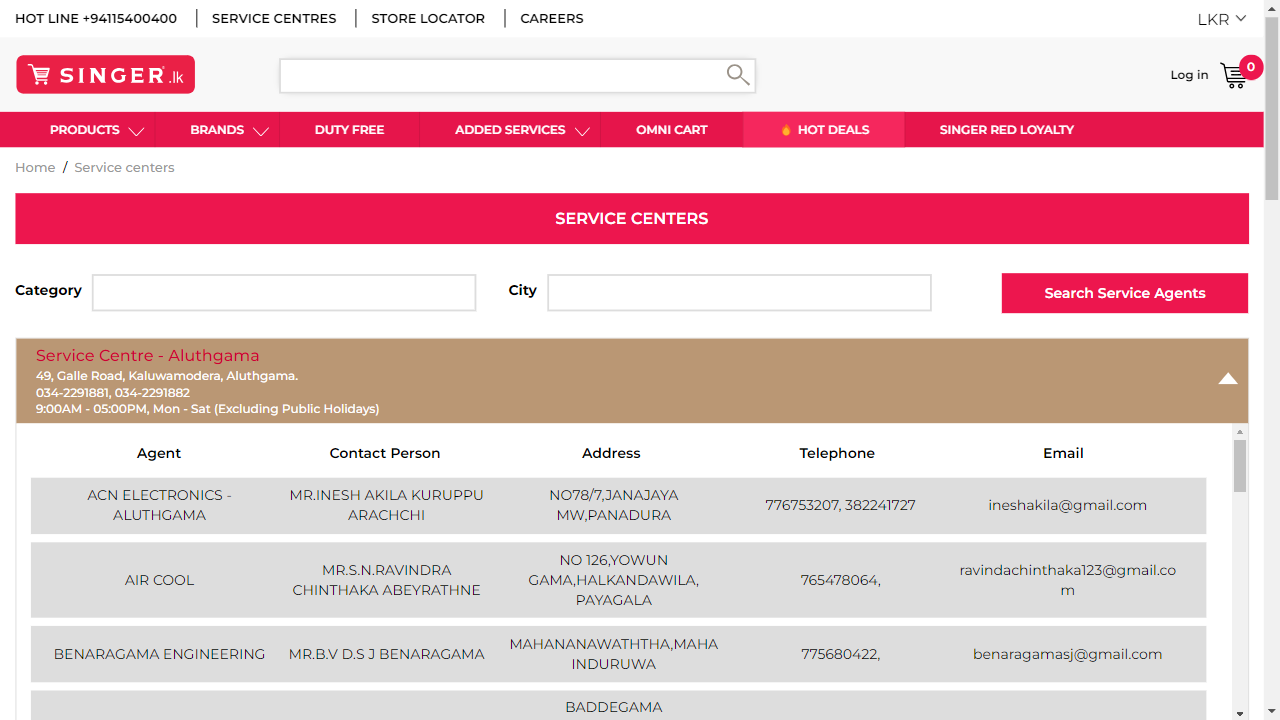 HOT LINE +94115400400
SERVICE CENTRES
STORE LOCATOR
CAREERS
LKR
SINGER.lk
Log in
0
PRODUCTS
BRANDS
DUTY FREE
ADDED SERVICES
OMNI CART
HOT DEALS
SINGER RED LOYALTY
Home / Service centers
SERVICE CENTERS
Category
City
Search Service Agents
Service Centre - Aluthgama
49, Galle Road, Kaluwamodera, Aluthgama.
034-2291881, 034-2291882
9:00AM - 05:00PM, Mon - Sat (Excluding Public Holidays)
Agent
Contact Person
Address
Telephone
Email
ACN ELECTRONICS -
ALUTHGAMA
MR.INESH AKILA KURUPPU
ARACHCHI
NO78/7,JANAJAYA
MW,PANADURA
776753207, 382241727
ineshakila@gmail.com
AIR COOL
MR.S.N.RAVINDRA
CHINTHAKA ABEYRATHNE
NO 126,YOWUN
GAMA,HALKANDAWILA,
PAYAGALA
765478064,
ravindachinthaka123@gmail.co
m
BENARAGAMA ENGINEERING
MR.B.V D.S J BENARAGAMA
MAHANANAWATHTHA,MAHA
INDURUWA
775680422,
benaragamasj@gmail.com
BADDEGAMA